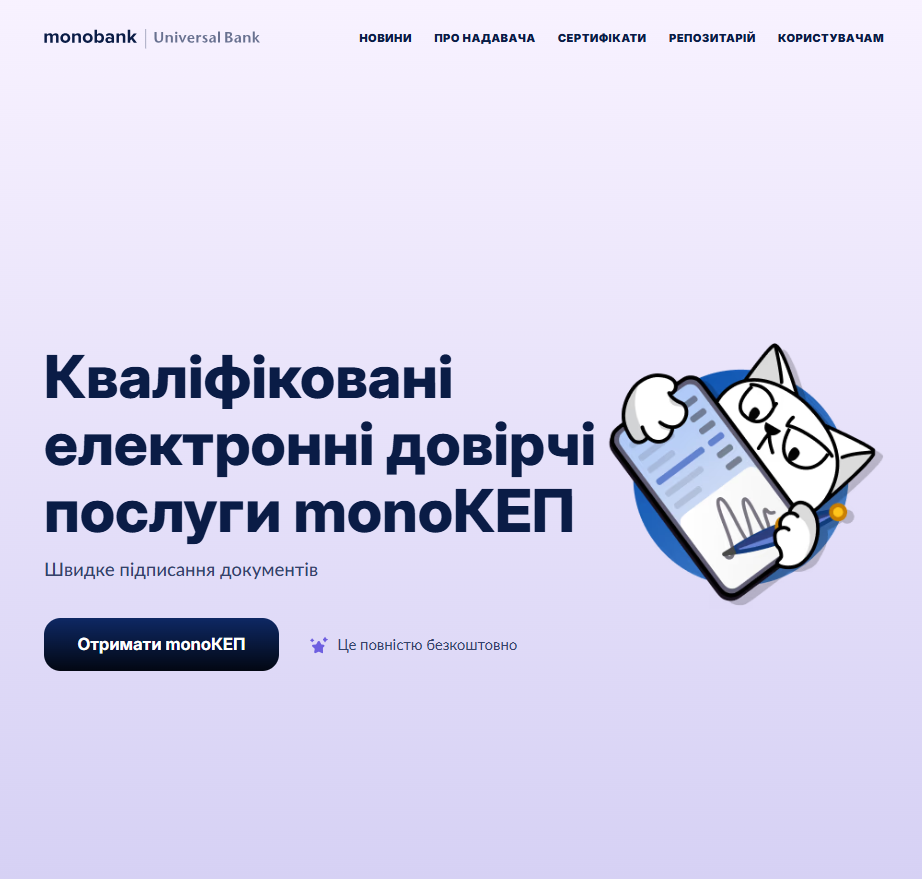 monobank | Universal Bank
НОВИНИ ПРО НАДАВАЧА СЕРТИФІКАТИ РЕПОЗИТАРІЙ КОРИСТУВАЧАМ
Кваліфіковані
електронні довірчі
послуги monoКЕП
Швидке підписання документів
Отримати monoКЕП
Це повністю безкоштовно